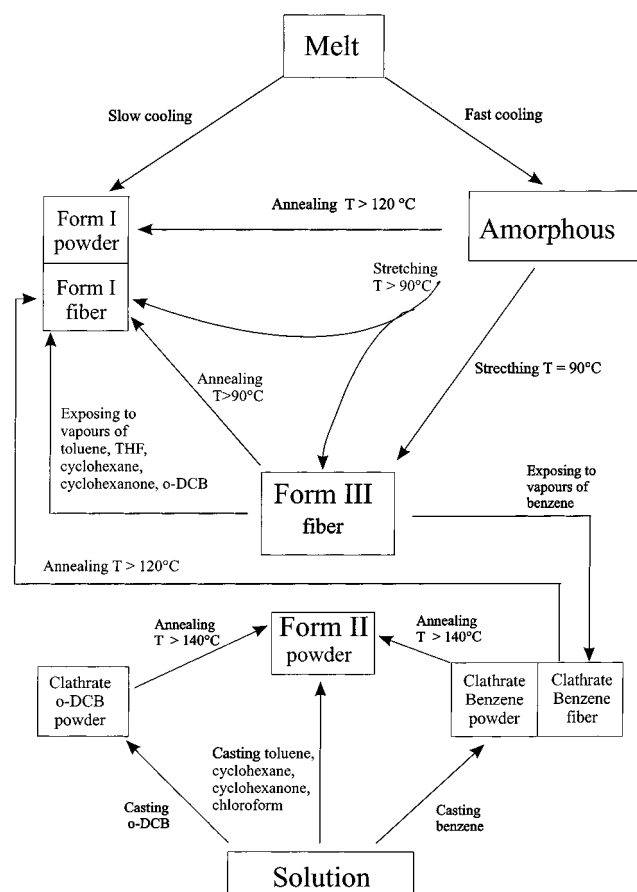 Melt
Slow cooling
Fast cooling
Form I
powder
Annealing T > 120 °C
Amorphous
Form I
fiber
Stretching
T > 90°C
Annealing
T>90°C
Strecthing T = 90°C
Exposing to
vapours of
toluene, THF,
cyclohexane,
cyclohexanone, o-DCB
Form III
fiber
Exposing to
vapours of
benzene
Annealing T > 120°C
Annealing
T > 140°C
Form II
powder
Annealing
T > 140°C
Clathrate
o-DCB
powder
Clathrate
Benzene
powder
Clathrate
Benzene
fiber
Casting toluene,
cyclohexane,
cyclohexanone,
chloroform
Casting
o-DCB
Casting
benzene
Solution